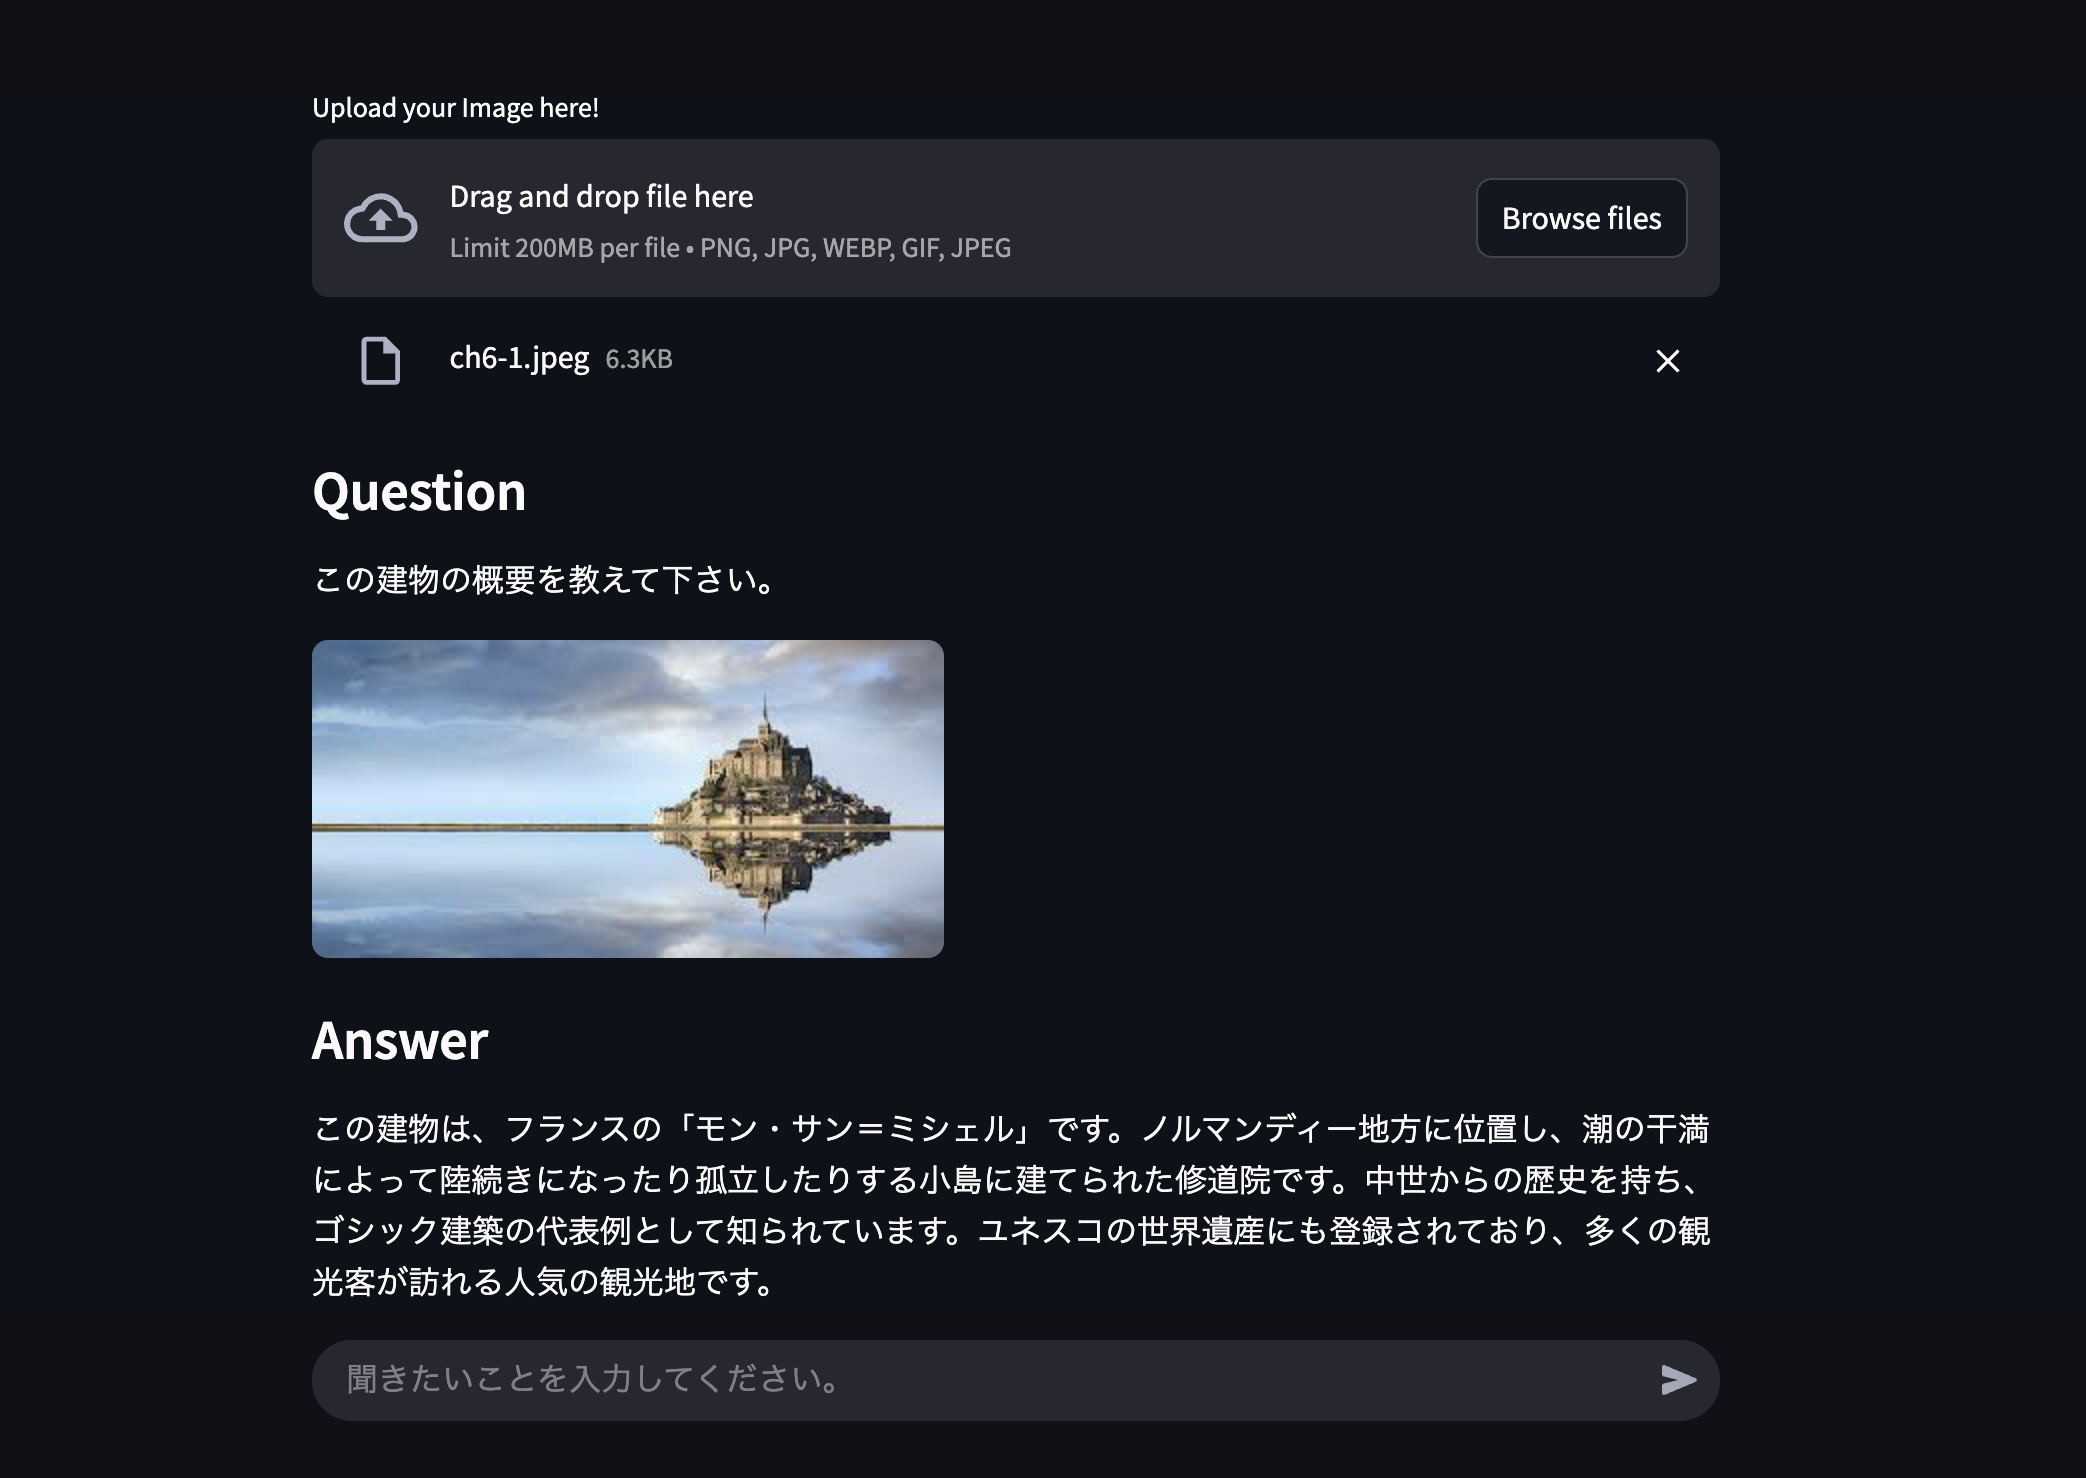 Upload your Image here!
Drag and drop file here
Browse files
Limit 200MB per file • PNG, JPG, WEBP, GIF, JPEG
ch6-1.jpeg 6.3KB
Question
この建物の概要を教えて下さい。
Answer
この建物は、フランスの「モン・サン＝ミシェル」です。ノルマンディー地方に位置し、潮の干満
によって陸続きになったり孤立したりする小島に建てられた修道院です。中世からの歴史を持ち、
ゴシック建築の代表例として知られています。ユネスコの世界遺産にも登録されており、多くの観
光客が訪れる人気の観光地です。
聞きたいことを入力してください。